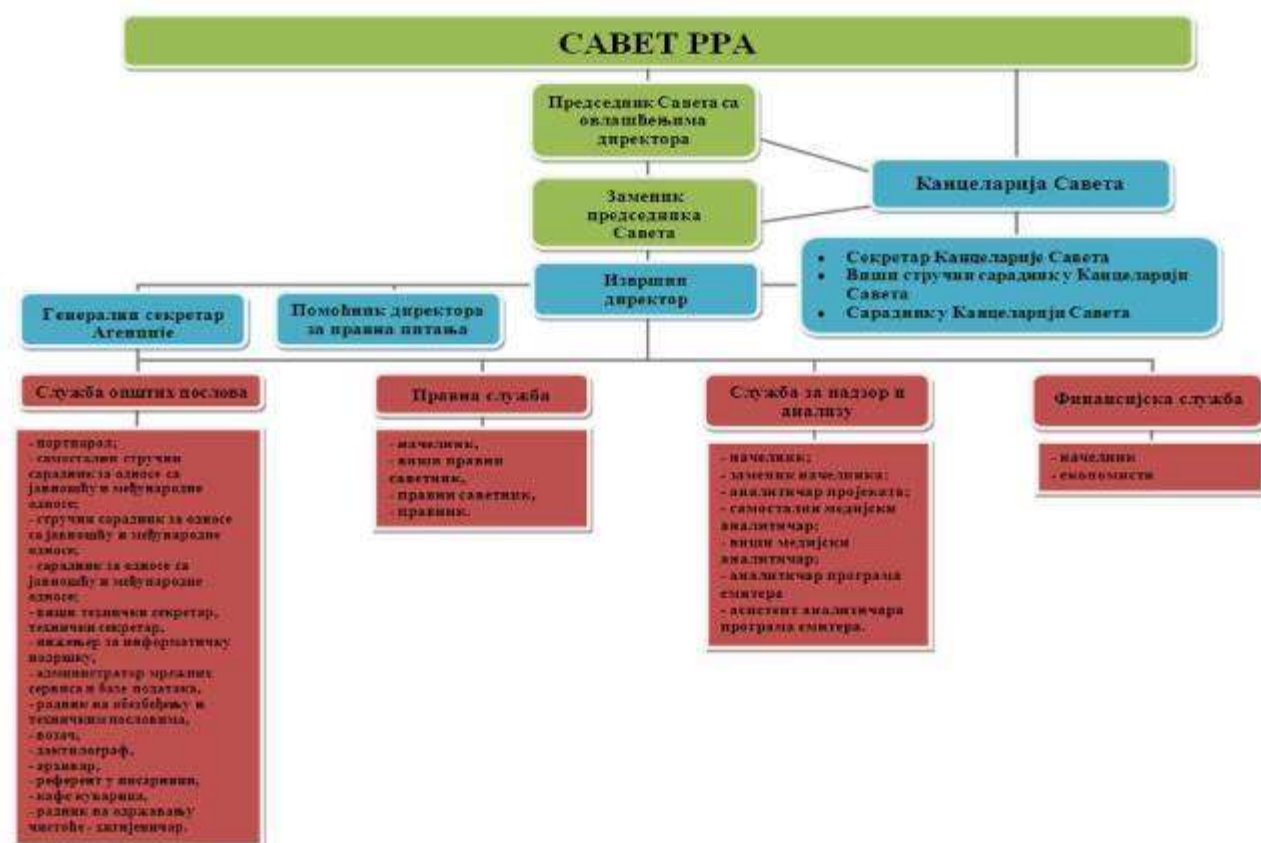 САВЕТ РРА
Председник Савета са
овлашћењима
директора
Канцеларија Савета
Заменик
председника
Савета
• Секретар Канцеларије Савета
• Виши стручни сарадник у Канцеларији
Савета
• Сарадник у Канцеларији Савета
Извршни
директор
Генерални секретар
Агенције
Помоћник директора
за правна питања
Служба општих послова
- портпарол;
- самостални стручни
сарадник за односе са
јавношћу и међународне
односе;
- стручни сарадник за односе
са јавношћу и међународне
односе;
- сарадник за односе са
јавношћу и међународне
односе;
- виши технички секретар,
технички секретар,
- инжењер за информатичку
подршку,
- администратор мрежних
сервиса и базе података,
- радник на обезбеђењу и
техничким пословима,
- возач,
- дактилограф,
- архивар,
- референт у писарници,
- кафе куварица,
- радник на одржавању
чистоће - хигијеничар.
Правна служба
- начелник,
- виши правни
саветник,
- правни саветник,
- правник.
Служба за надзор и
анализу
- начелник;
- заменик начелника;
- аналитичар пројеката;
- самостални медијски
аналитичар;
- виши медијски
аналитичар;
- аналитичар програма
емитера
- асистент аналитичара
програма емитера.
Финансијска служба
- начелник
- економисти